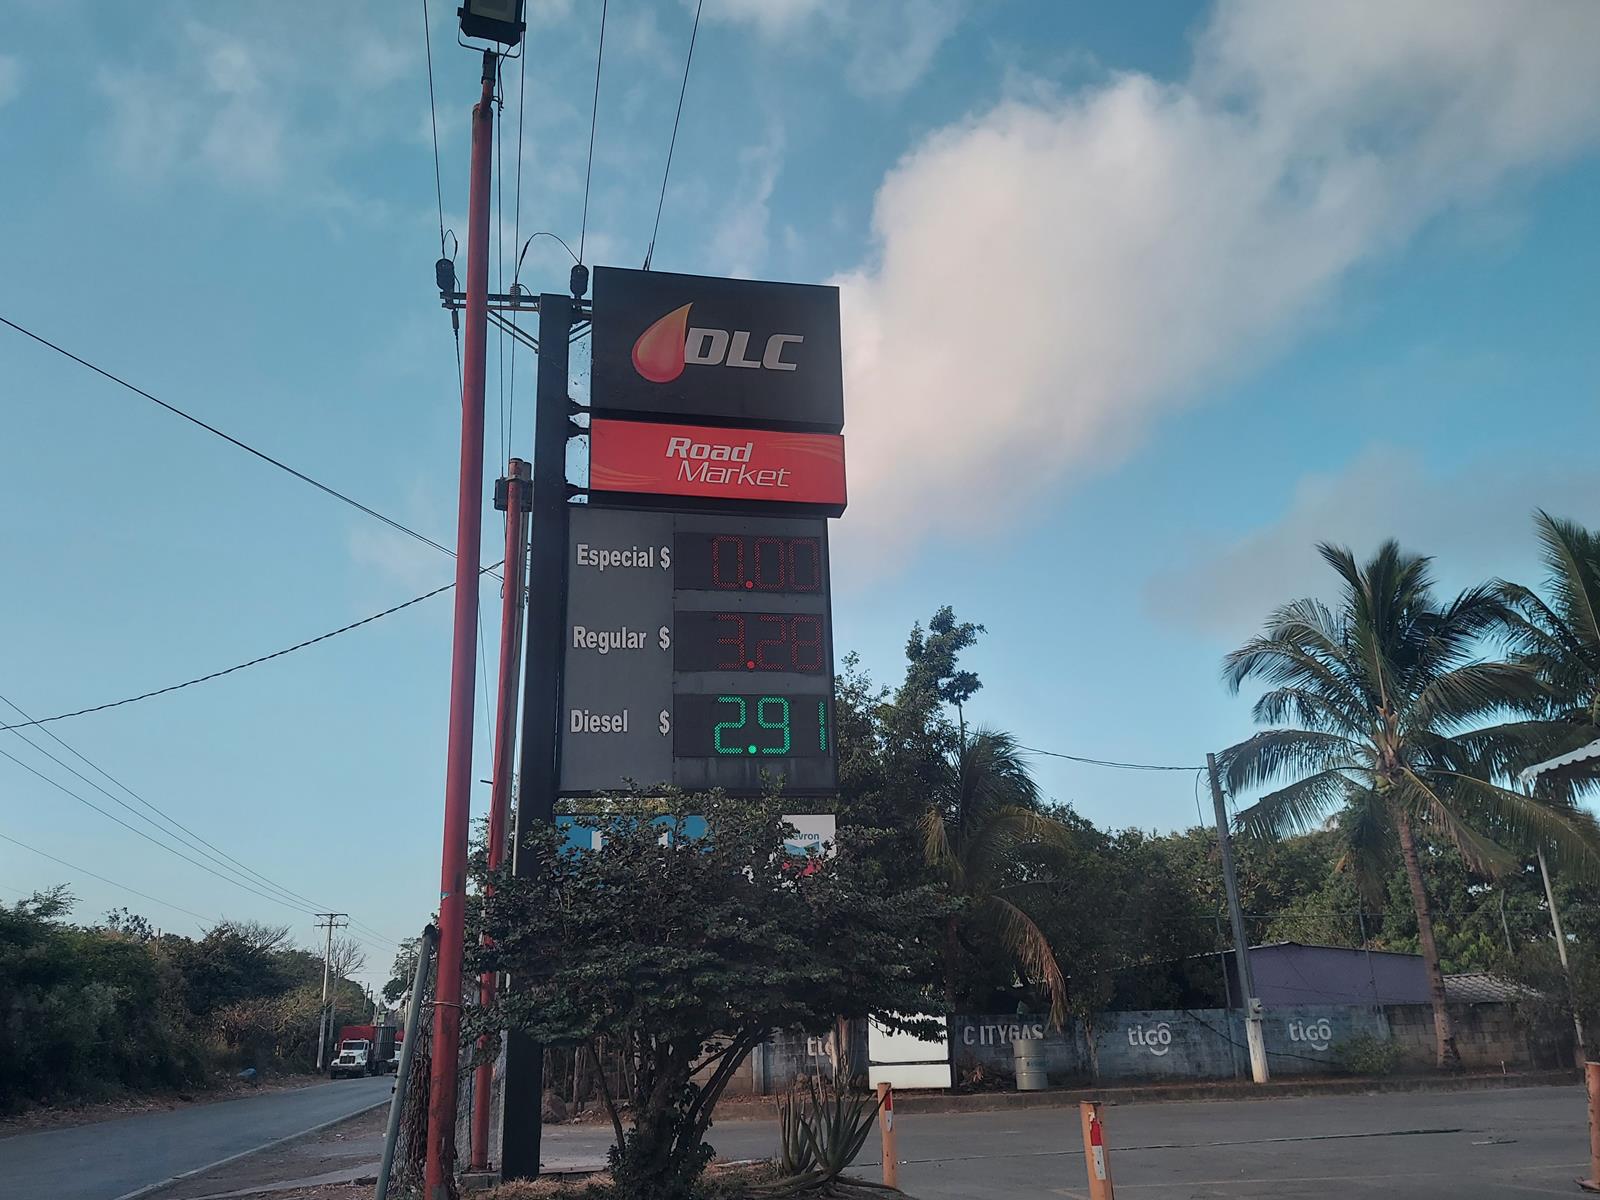 DLC
Road
Market
Especial $ 0.00
Regular $ 3.28
Diesel $ 2.91
CITYGAS
tigo
tigo